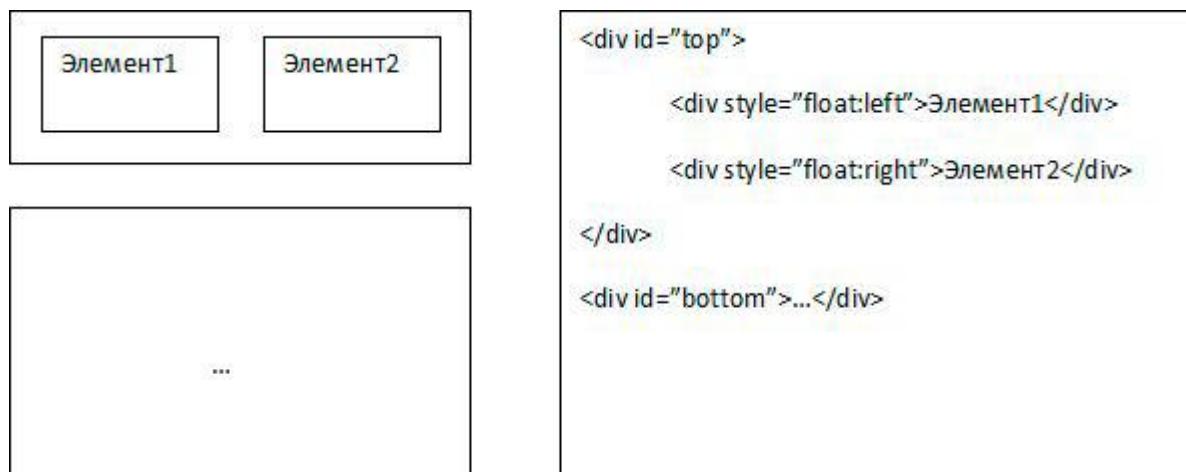 Элемент1
Элемент2
...
<div id=”top”>
<div style=”float:left”>Элемент1</div>
<div style=”float:right”>Элемент2</div>
</div>
<div id=”bottom”>...</div>